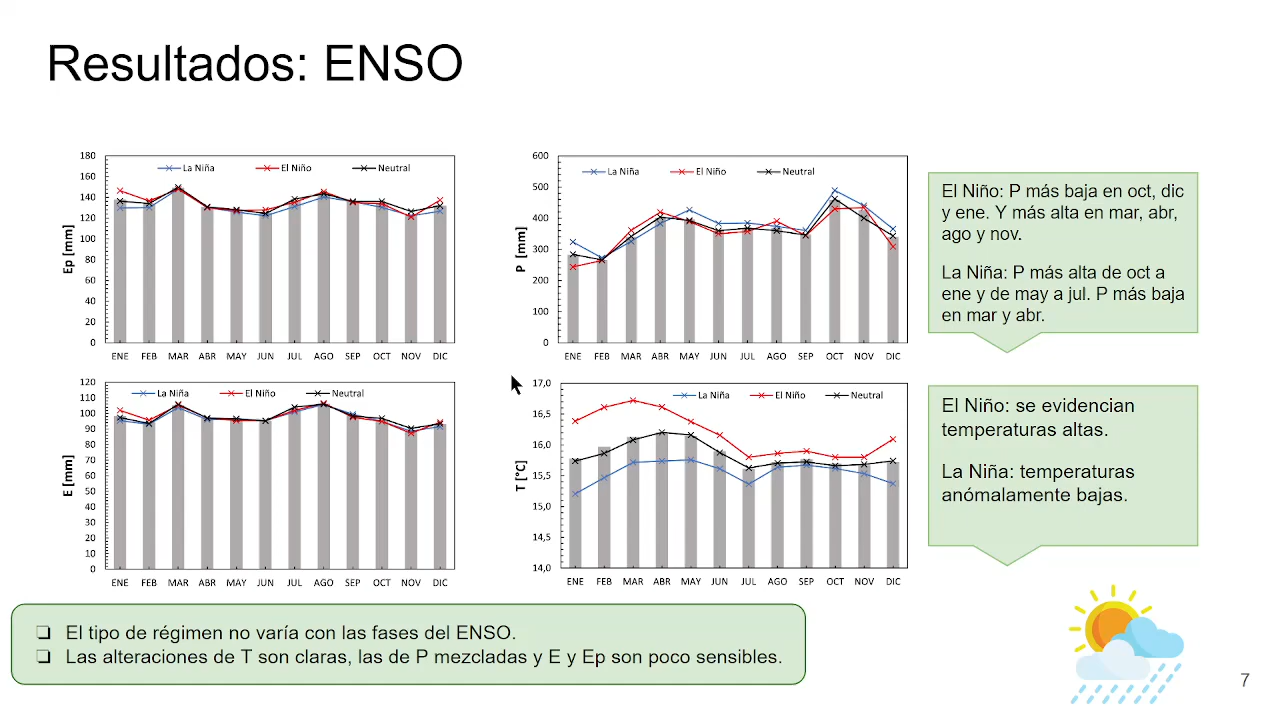 Resultados: ENSO
180
160
140
120
100
80
60
40
20
0
Ep [mm]
La Niña El Niño Neutral
ENE FEB MAR ABR MAY JUN JUL AGO SEP OCT NOV DIC
600
500
400
300
200
100
0
P [mm]
La Niña El Niño Neutral
ENE FEB MAR ABR MAY JUN JUL AGO SEP OCT NOV DIC
El Niño: P más baja en oct, dic
y ene. Y más alta en mar, abr,
ago y nov.
La Niña: P más alta de oct a
ene y de may a jul. P más baja
en mar y abr.
120
110
100
90
80
70
60
50
40
30
20
10
0
E [mm]
La Niña El Niño Neutral
ENE FEB MAR ABR MAY JUN JUL AGO SEP OCT NOV DIC
17,0
16,5
16,0
15,5
15,0
14,5
14,0
T [°C]
La Niña El Niño Neutral
ENE FEB MAR ABR MAY JUN JUL AGO SEP OCT NOV DIC
El Niño: se evidencian
temperaturas altas.
La Niña: temperaturas
anómalamente bajas.
El tipo de régimen no varía con las fases del ENSO.
Las alteraciones de T son claras, las de P mezcladas y E y Ep son poco sensibles.
7